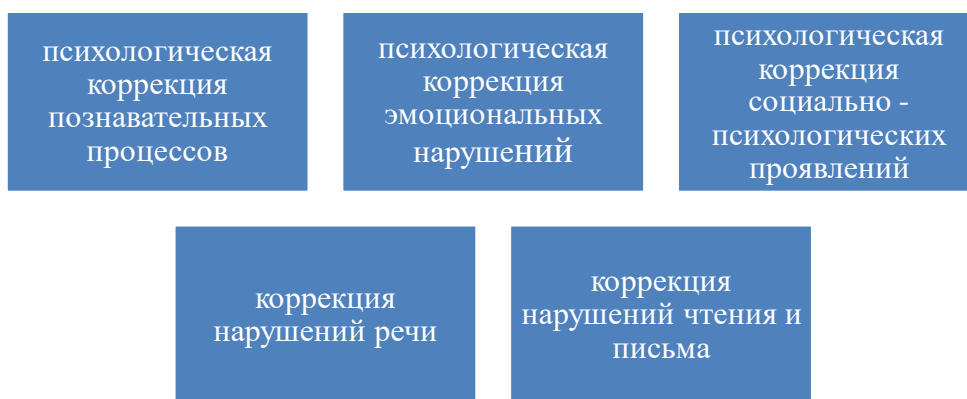 психологическая
коррекция
познавательных
процессов
психологическая
коррекция
эмоциональных
нарушений
психологическая
коррекция
социально -
психологических
проявлений
коррекция
нарушений речи
коррекция
нарушений чтения и
письма